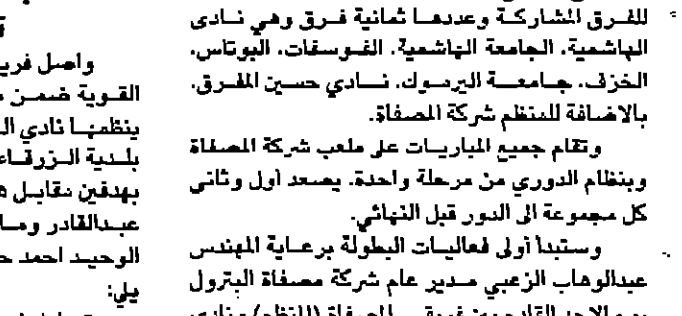 للفرق المشاركة وعددها ثمانية فرق وهي نادي
الهاشمية، الجامعة الهاشمية، الفوسفات، البوتاس،
الخزف، جامعة اليرموك، نادي حسين المفرق،
بالاضافة للمنظم شركة المصفاة.
وتقام جميع المباريات على ملعب شركة المصفاة
وبنظام الدوري من مرحلة واحدة، يصعد اول وثاني
كل مجموعة الى الدور قبل النهائي.
وستبدأ أولى فعاليات البطولة برعاية المهندس
عبدالوهاب الزعبي مدير عام شركة مصفاة البترول
واصل
القوية ضمن
ينظمها نادي
بلدية الزرقاء
بهدفين مقابل
عبدالقادر
الوحيد احمد
يلي: